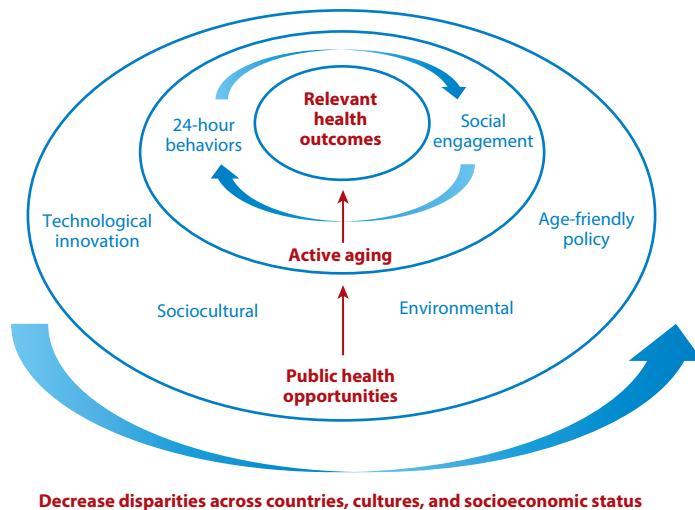 Relevant
health
outcomes
24-hour
behaviors
Social
engagement
Technological
innovation
Age-friendly
policy
Active aging
Sociocultural
Environmental
Public health
opportunities
Decrease disparities across countries, cultures, and socioeconomic status